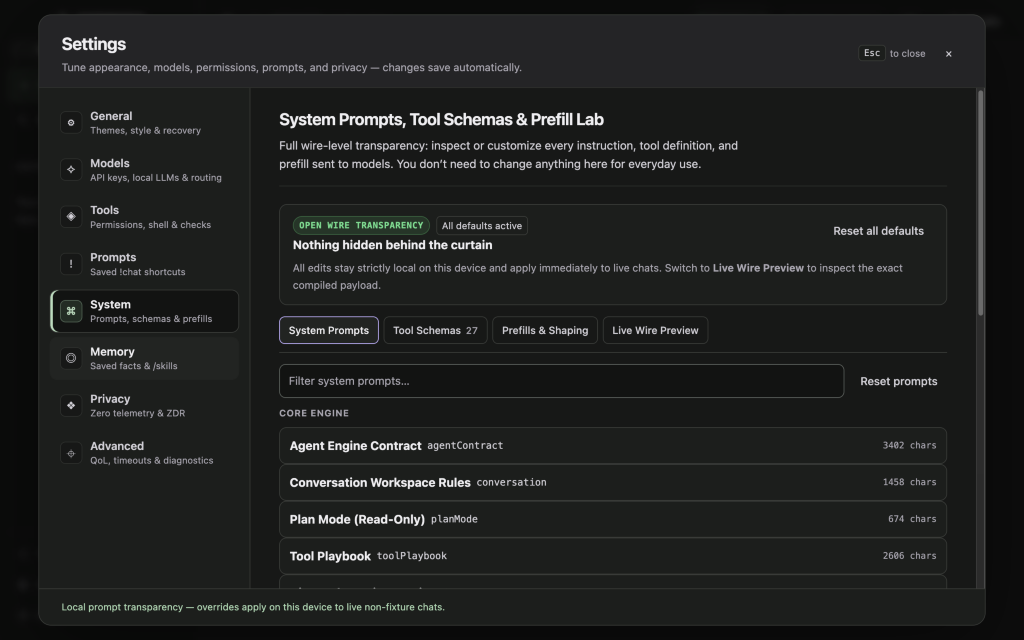 Settings
Tune appearance, models, permissions, prompts, and privacy — changes save automatically.
Esc to close ×
General
Themes, style & recovery
Models
API keys, local LLMs & routing
Tools
Permissions, shell & checks
! Prompts
Saved !chat shortcuts
⌘ System
Prompts, schemas & prefills
Memory
Saved facts & /skills
Privacy
Zero telemetry & ZDR
Advanced
QoL, timeouts & diagnostics
System Prompts, Tool Schemas & Prefill Lab
Full wire-level transparency: inspect or customize every instruction, tool definition, and
prefill sent to models. You don’t need to change anything here for everyday use.
OPEN WIRE TRANSPARENCY All defaults active
Reset all defaults
Nothing hidden behind the curtain
All edits stay strictly local on this device and apply immediately to live chats. Switch to Live Wire Preview to inspect the exact
compiled payload.
System Prompts Tool Schemas 27 Prefills & Shaping Live Wire Preview
Filter system prompts... Reset prompts
CORE ENGINE
Agent Engine Contract agentContract 3402 chars
Conversation Workspace Rules conversation 1458 chars
Plan Mode (Read-Only) planMode 674 chars
Tool Playbook toolPlaybook 2606 chars
Local prompt transparency — overrides apply on this device to live non-fixture chats.